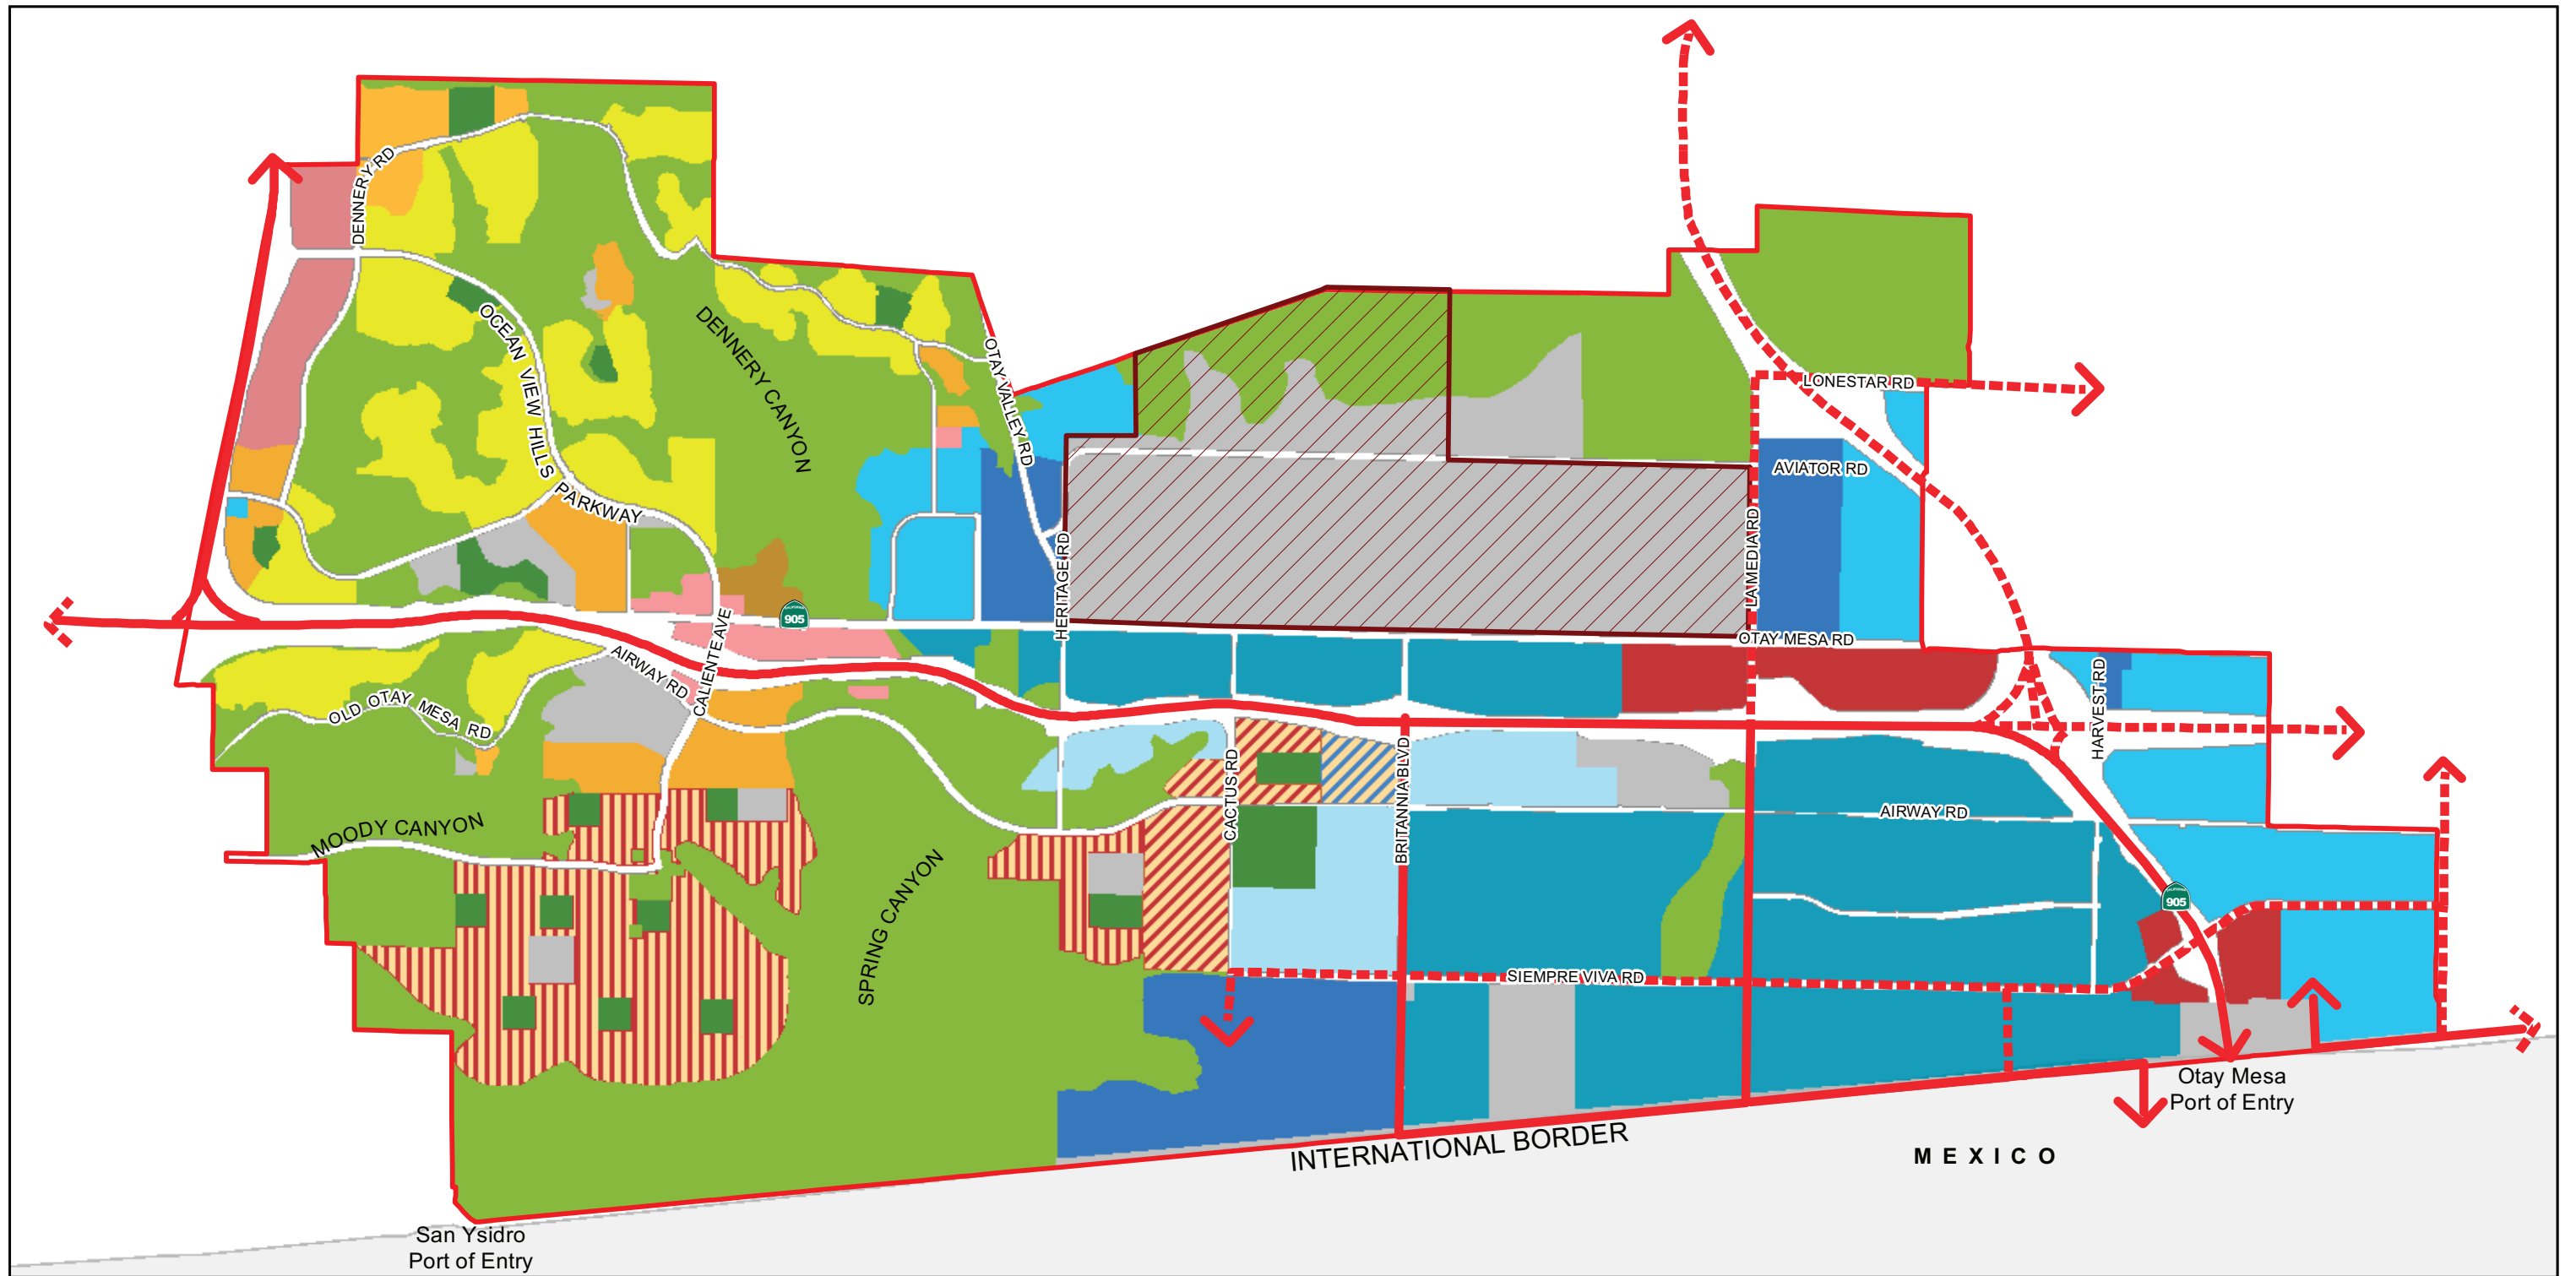 DENNERY RD
OCEAN VIEW HILLS PARKWAY
DENNERY CANYON
OTAY VALLEY RD
LONESTAR RD
AVIATOR RD
HERITAGE RD
LA MEDIA RD
CALIFORNIA
905
OTAY MESA RD
AIRWAY RD
CALIENTE AVE
OLD OTAY MESA RD
HARVEST RD
CACTUS RD
BRITANNIA BLVD
AIRWAY RD
MOODY CANYON
SPRING CANYON
CALIFORNIA
905
SIEMPRE VIVA RD
Otay Mesa
Port of Entry
INTERNATIONAL BORDER
MEXICO
San Ysidro
Port of Entry